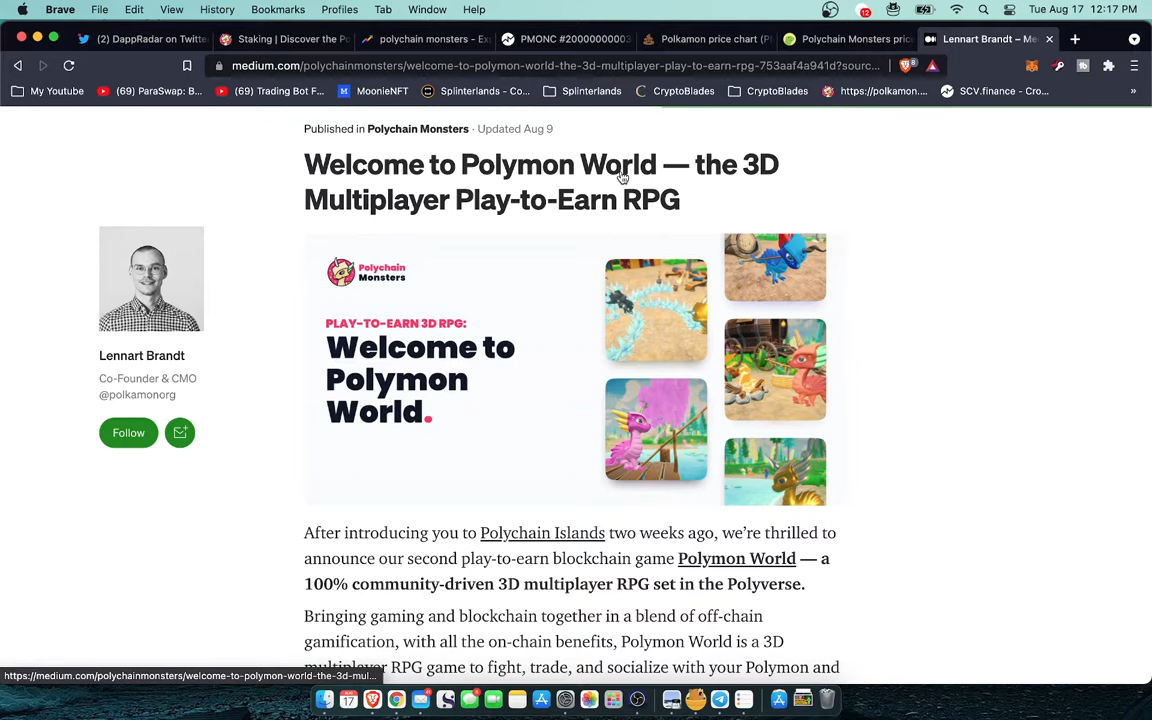 Brave File Edit View History Bookmarks Profiles Tab Window Help
12
Tue Aug 17 12:17 PM
(2) DappRadar on Twitte
Staking | Discover the Po
polychain monsters - Ex
PMONC #20000000003
Polkamon price chart (P
Polychain Monsters pric
Lennart Brandt – Me
medium.com/polychainmonsters/welcome-to-polymon-world-the-3d-multiplayer-play-to-earn-rpg-753aaf4a941d?sourc...
8
My Youtube
(69) ParaSwap: B...
(69) Trading Bot F...
MoonieNFT
Splinterlands - Co...
Splinterlands
CryptoBlades
CryptoBlades
https://polkamon....
SCV.finance - Cro...
»
Published in Polychain Monsters · Updated Aug 9
Welcome to Polymon World — the 3D
Multiplayer Play-to-Earn RPG
Lennart Brandt
Co-Founder & CMO
@polkamonorg
Follow
Polychain
Monsters
PLAY-TO-EARN 3D RPG:
Welcome to
Polymon
World.
After introducing you to Polychain Islands two weeks ago, we’re thrilled to
announce our second play-to-earn blockchain game Polymon World — a
100% community-driven 3D multiplayer RPG set in the Polyverse.
Bringing gaming and blockchain together in a blend of off-chain
gamification, with all the on-chain benefits, Polymon World is a 3D
multiplayer RPG game to fight, trade, and socialize with your Polymon and
https://medium.com/polychainmonsters/welcome-to-polymon-world-the-3d-mul...
17